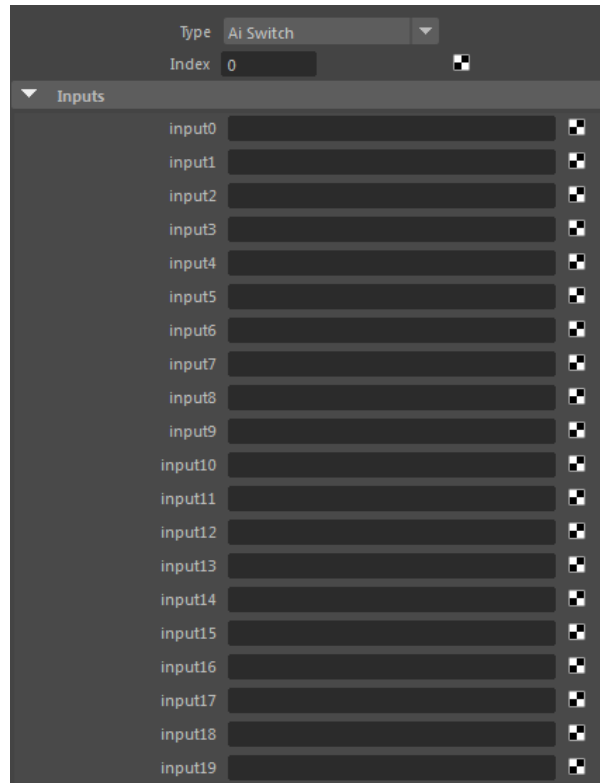 Type Ai Switch
Index 0
Inputs
input0
input1
input2
input3
input4
input5
input6
input7
input8
input9
input10
input11
input12
input13
input14
input15
input16
input17
input18
input19